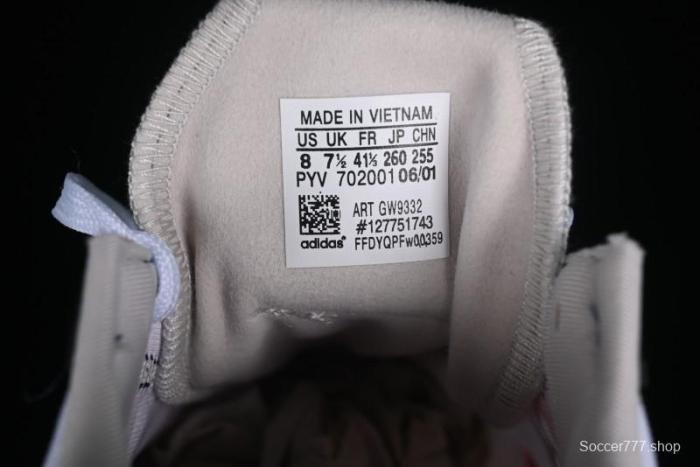 MADE IN VIETNAM
US UK FR JP CHN
8 7½ 41⅓ 260 255
PYV 702001 06/01
ART GW9332
#127751743
adidas® FFDYQPFw00359
Soccer777.shop